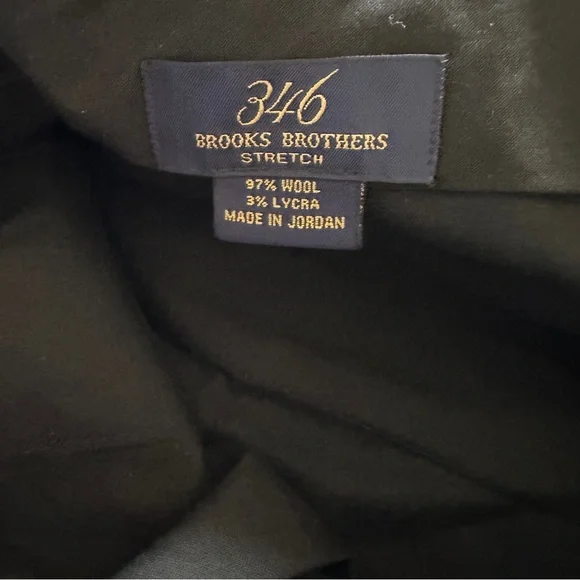 346
BROOKS BROTHERS
STRETCH
97% WOOL
3% LYCRA
MADE IN JORDAN